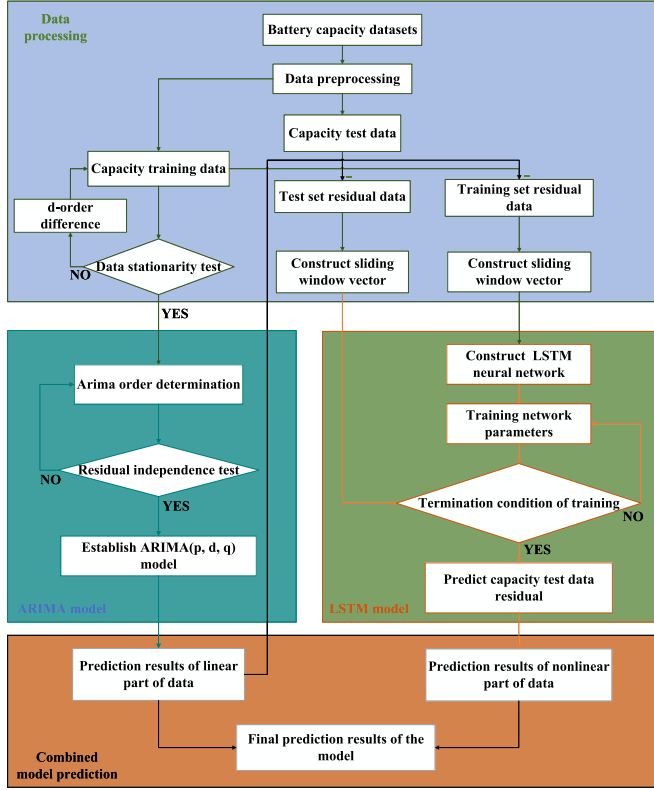 Data
processing
Battery capacity datasets
Data preprocessing
Capacity test data
Capacity training data
Test set residual data
Training set residual
data
d-order
difference
Data stationarity test
NO
Construct sliding
window vector
Construct sliding
window vector
YES
Arima order determination
Residual independence test
NO
YES
Establish ARIMA(p, d, q)
model
ARIMA model
Construct LSTM
neural network
Training network
parameters
Termination condition of training
NO
YES
Predict capacity test data
residual
LSTM model
Prediction results of linear
part of data
Prediction results of nonlinear
part of data
Final prediction results of the
model
Combined
model prediction